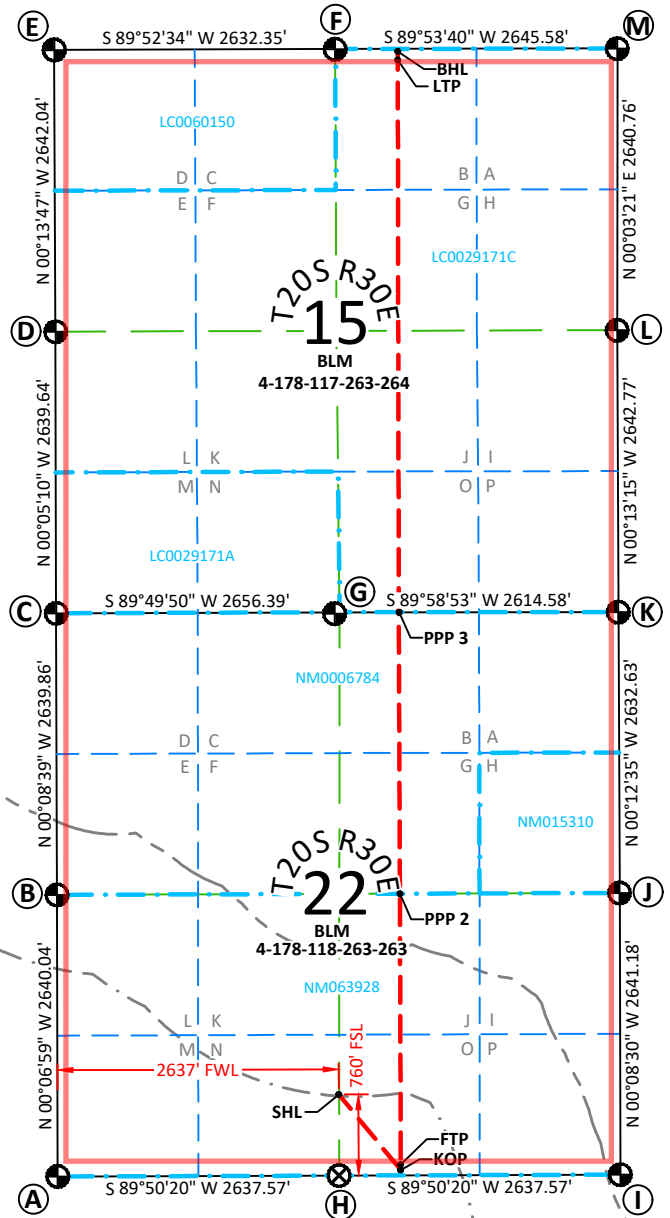 E
F
M
S 89°52'34" W 2632.35'
S 89°53'40" W 2645.58'
BHL
LTP
LC0060150
N 00°13'47" W 2642.04'
N 00°03'21" E 2640.76'
D C
B A
E F
G H
LC0029171C
T20S R30E
15
BLM
4-178-117-263-264
D
L
N 00°05'10" W 2639.64'
N 00°13'15" W 2642.77'
L K
J I
M N
O P
LC0029171A
G
S 89°49'50" W 2656.39'
S 89°58'53" W 2614.58'
C
K
PPP 3
NM0006784
N 00°08'39" W 2639.86'
N 00°12'35" W 2632.63'
D C
B A
E F
G H
NM015310
T20S R30E
22
BLM
4-178-118-263-263
B
J
PPP 2
NM063928
N 00°06'59" W 2640.04'
N 00°08'30" W 2641.18'
L K
J I
M N
O P
2637' FWL
760' FSL
SHL
FTP
KOP
A
S 89°50'20" W 2637.57'
H
S 89°50'20" W 2637.57'
I